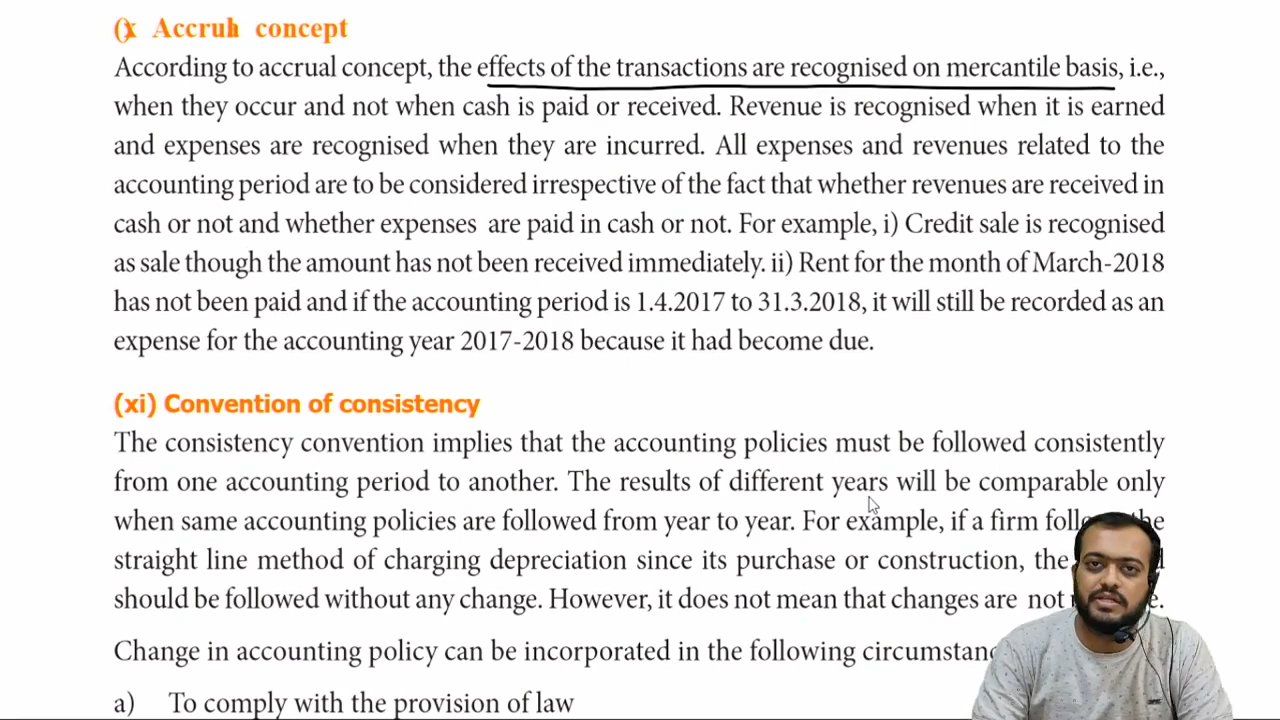 (x Accrual concept
According to accrual concept, the effects of the transactions are recognised on mercantile basis, i.e.,
when they occur and not when cash is paid or received. Revenue is recognised when it is earned
and expenses are recognised when they are incurred. All expenses and revenues related to the
accounting period are to be considered irrespective of the fact that whether revenues are received in
cash or not and whether expenses are paid in cash or not. For example, i) Credit sale is recognised
as sale though the amount has not been received immediately. ii) Rent for the month of March-2018
has not been paid and if the accounting period is 1.4.2017 to 31.3.2018, it will still be recorded as an
expense for the accounting year 2017-2018 because it had become due.
(xi) Convention of consistency
The consistency convention implies that the accounting policies must be followed consistently
from one accounting period to another. The results of different years will be comparable only
when same accounting policies are followed from year to year. For example, if a firm the
straight line method of charging depreciation since its purchase or construction, the
should be followed without any change. However, it does not mean that changes are not
Change in accounting policy can be incorporated in the following
a) To comply with the provision of law